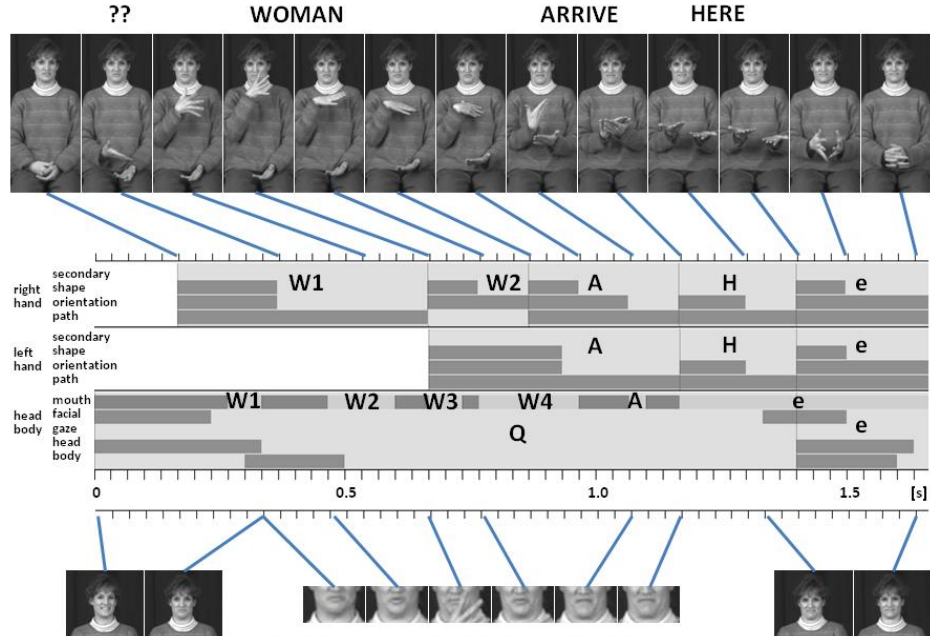 ?? WOMAN ARRIVE HERE
right hand
secondary
shape
orientation
path
W1 W2 A H e
left hand
secondary
shape
orientation
path
A H e
head body
mouth
facial
gaze
head
body
W1 W2 W3 W4 A e
e
Q
0 0.5 1.0 1.5 [s]